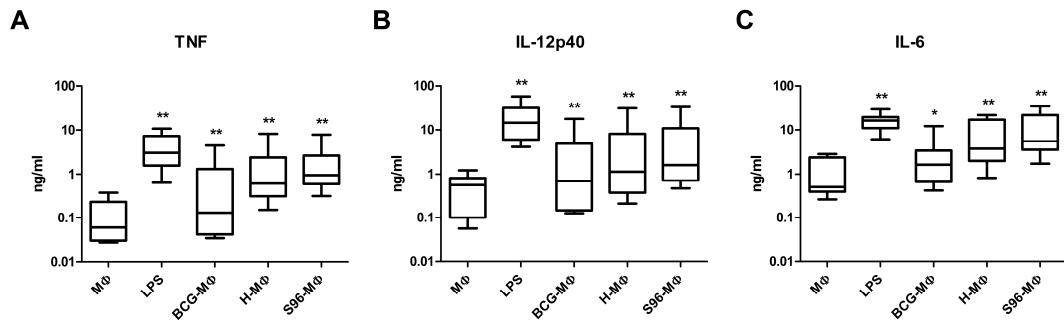 A
TNF
ng/ml
100
10
1
0.1
0.01
**
**
**
**
MΦ
LPS
BCG-MΦ
H-MΦ
S96-MΦ
B
IL-12p40
ng/ml
100
10
1
0.1
0.01
**
**
**
**
MΦ
LPS
BCG-MΦ
H-MΦ
S96-MΦ
C
IL-6
ng/ml
100
10
1
0.1
0.01
**
*
**
**
MΦ
LPS
BCG-MΦ
H-MΦ
S96-MΦ